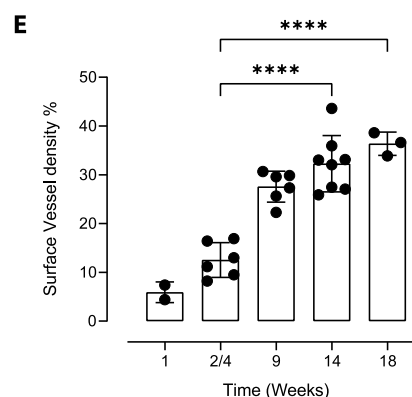 E
****
****
Surface Vessel density %
50
40
30
20
10
0
1 2/4 9 14 18
Time (Weeks)